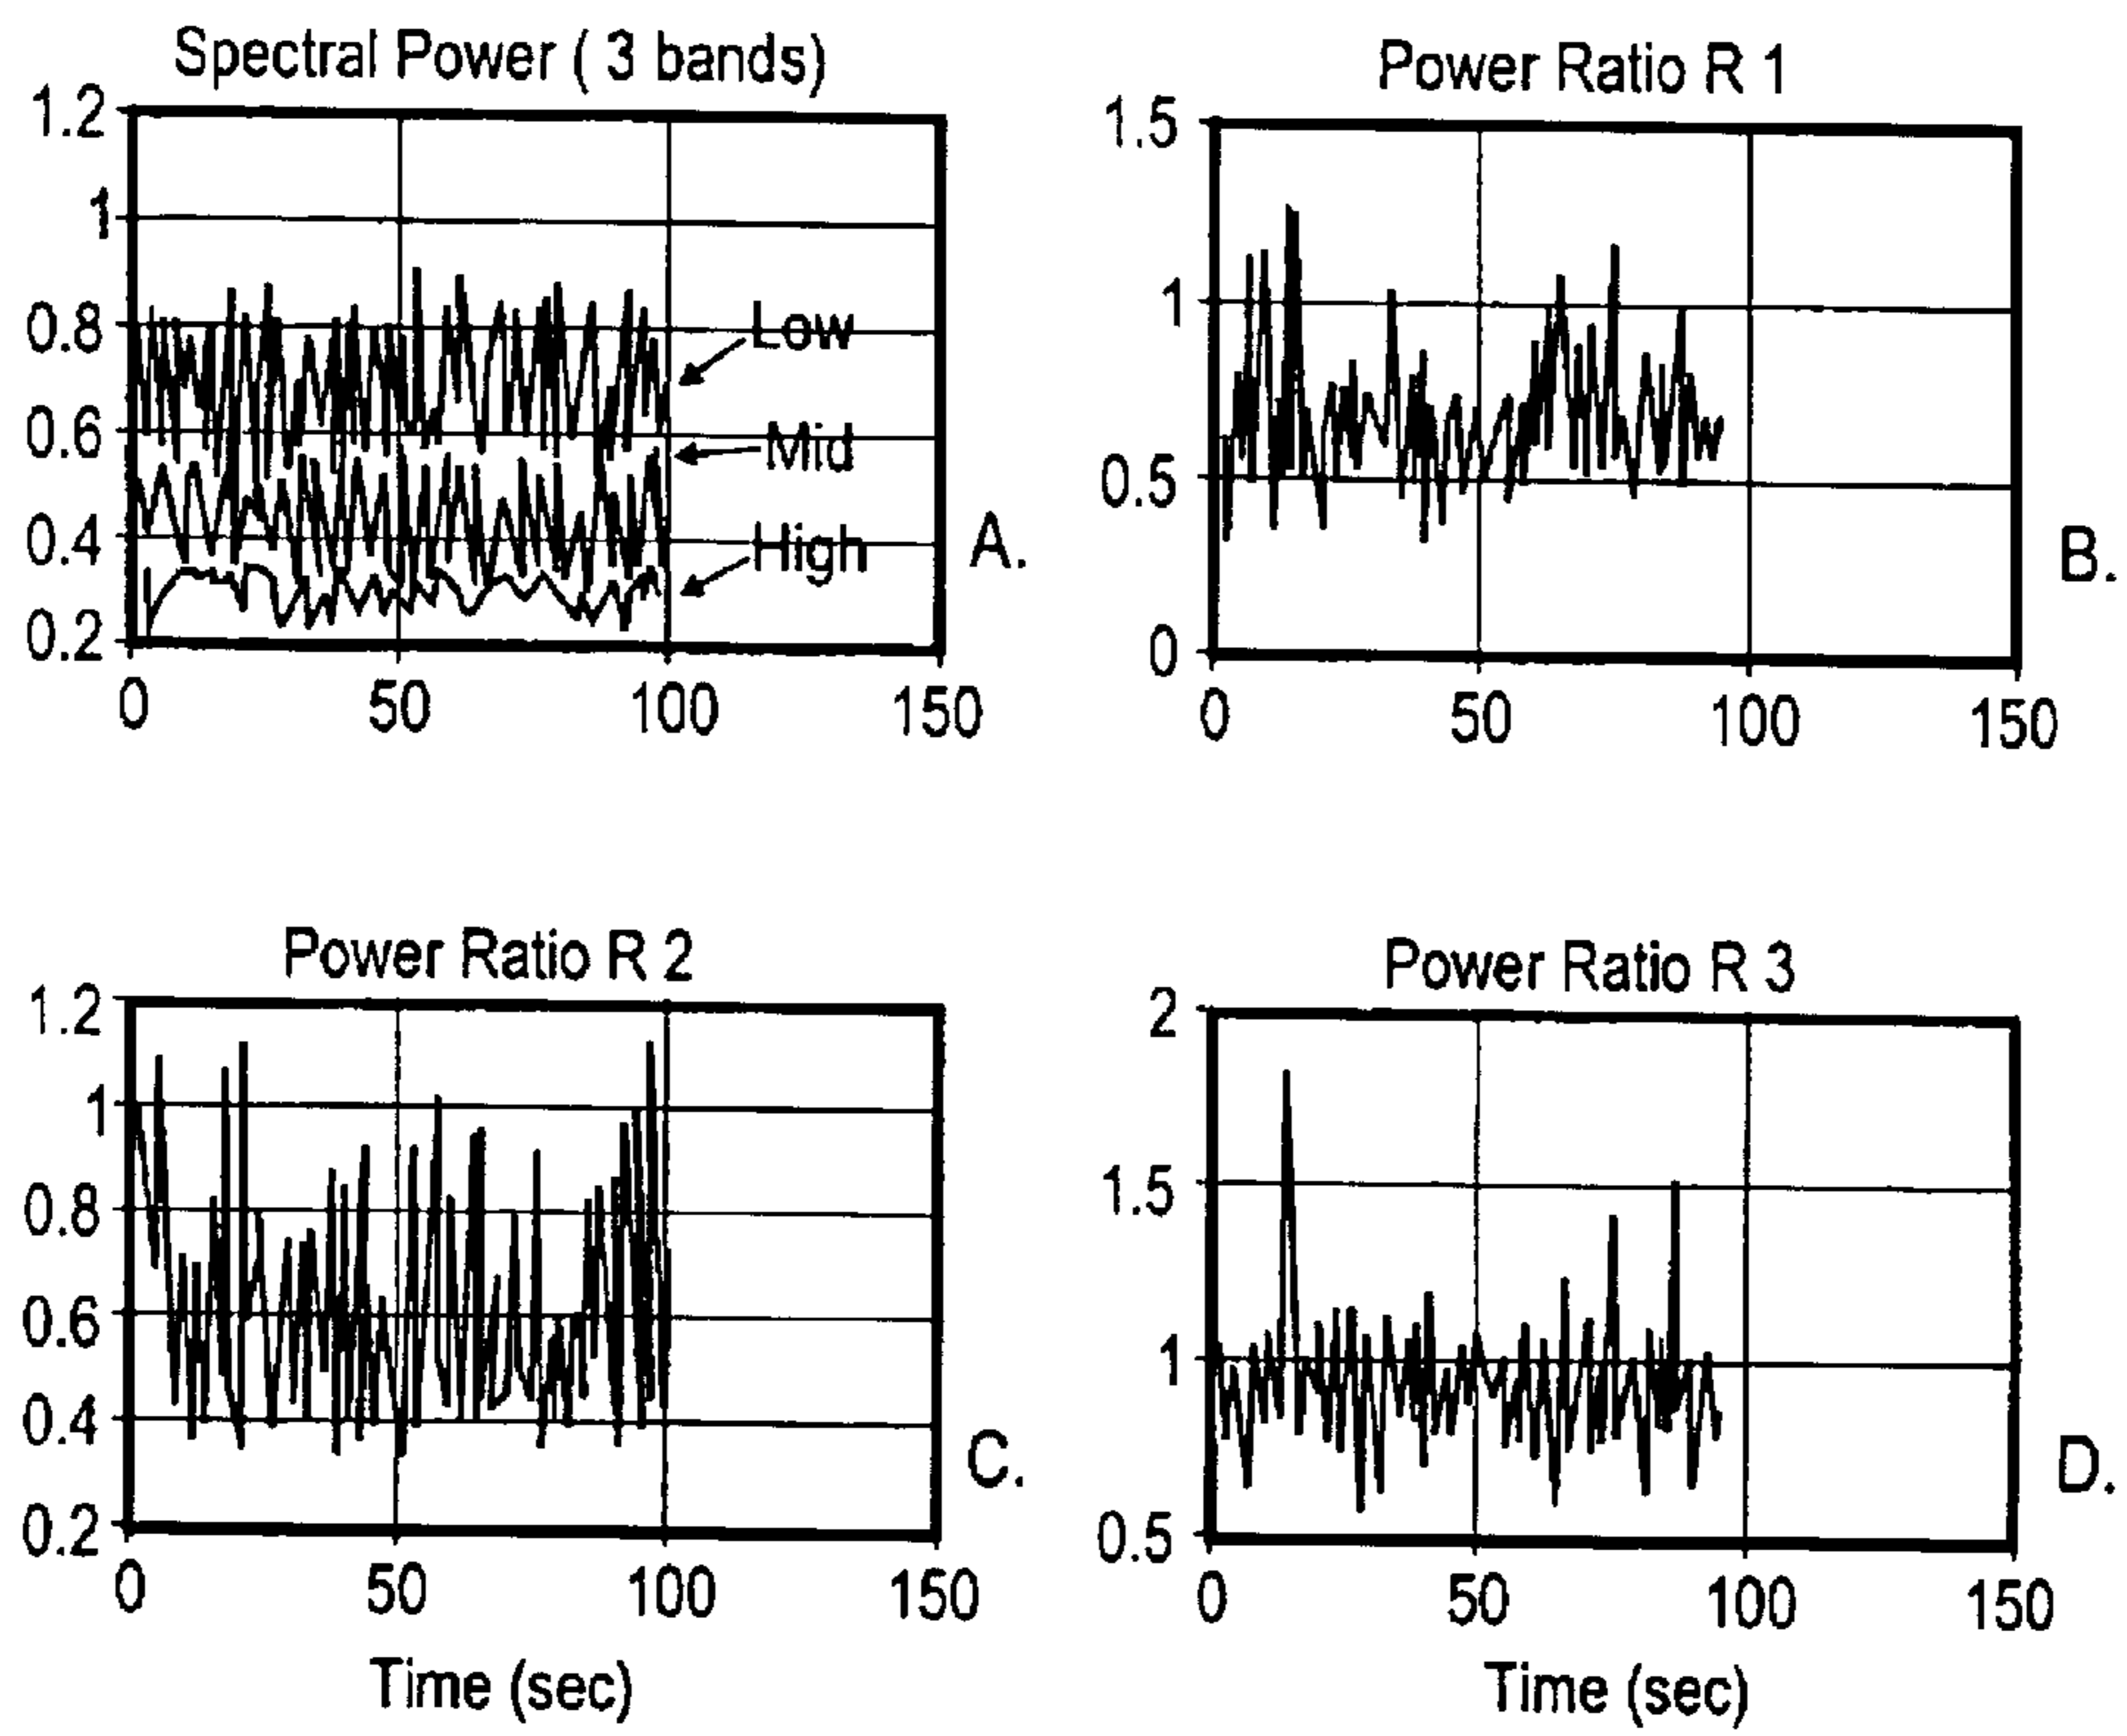 Spectral Power ( 3 bands)
1.2
1
0.8
0.6
0.4
0.2
Low
Mid
High
0 50 100 150
A.
Power Ratio R 1
1.5
1
0.5
0
0 50 100 150
B.
Power Ratio R 2
1.2
1
0.8
0.6
0.4
0.2
0 50 100 150
Time (sec)
C.
Power Ratio R 3
2
1.5
1
0.5
0 50 100 150
Time (sec)
D.